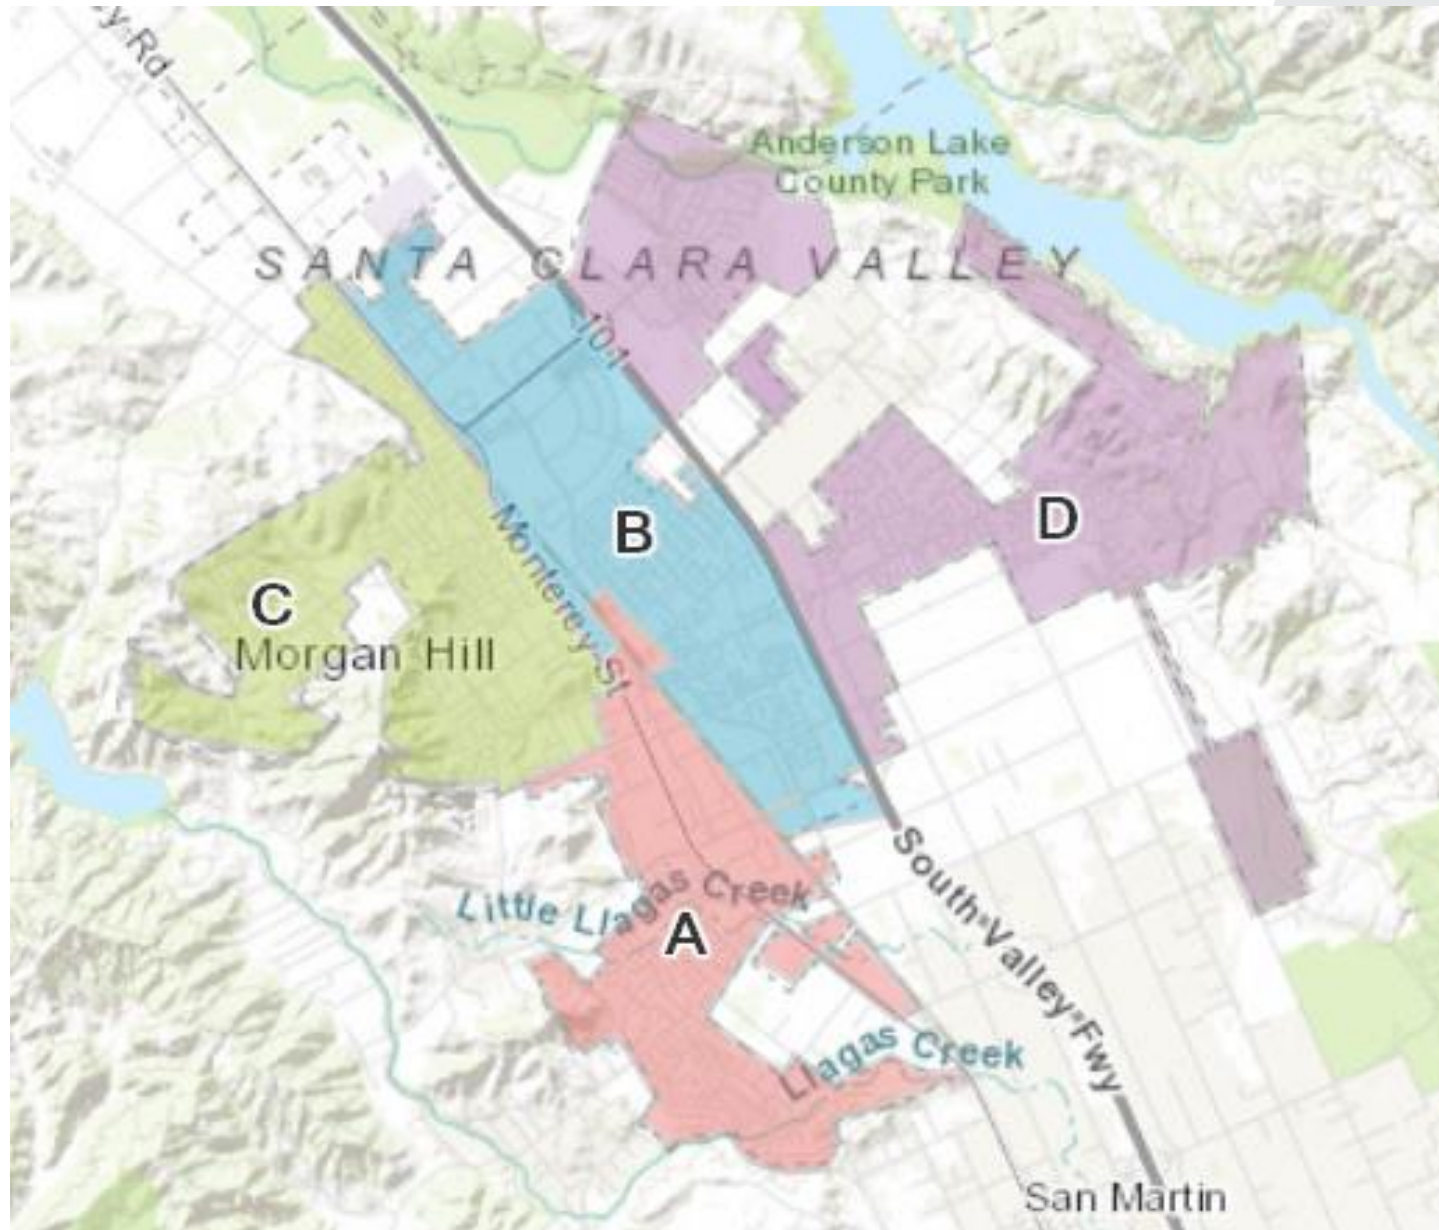 y Rd
Anderson Lake
County Park
SANTA CLARA VALLEY
101
B
D
Monterey St
C
Morgan Hill
South Valley Fwy
Little Llagas Creek
A
Llagas Creek
San Martin